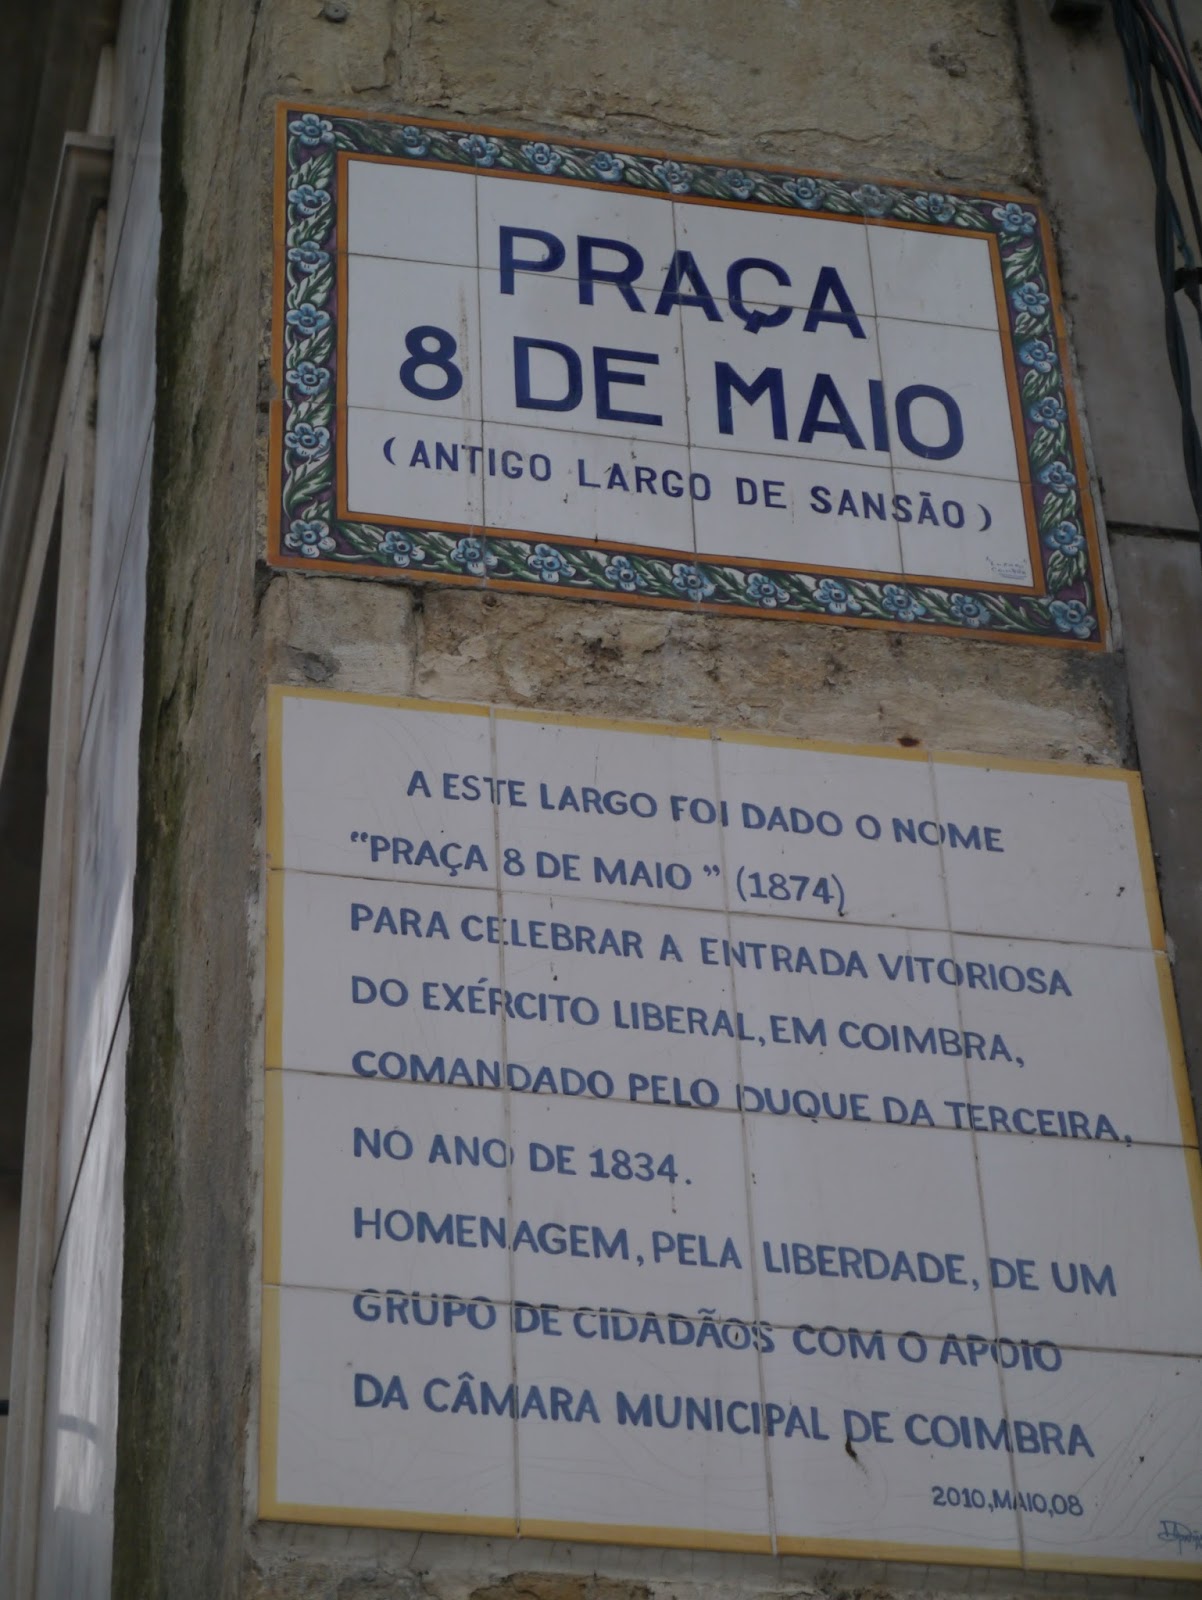 PRAÇA
8 DE MAIO
(ANTIGO LARGO DE SANSÃO)
A ESTE LARGO FOI DADO O NOME
"PRAÇA 8 DE MAIO" (1874)
PARA CELEBRAR A ENTRADA VITORIOSA
DO EXÉRCITO LIBERAL, EM COIMBRA,
COMANDADO PELO DUQUE DA TERCEIRA,
NO ANO DE 1834.
HOMENAGEM, PELA LIBERDADE, DE UM
GRUPO DE CIDADÃOS COM O APOIO
DA CÂMARA MUNICIPAL DE COIMBRA
2010, MAIO, 08